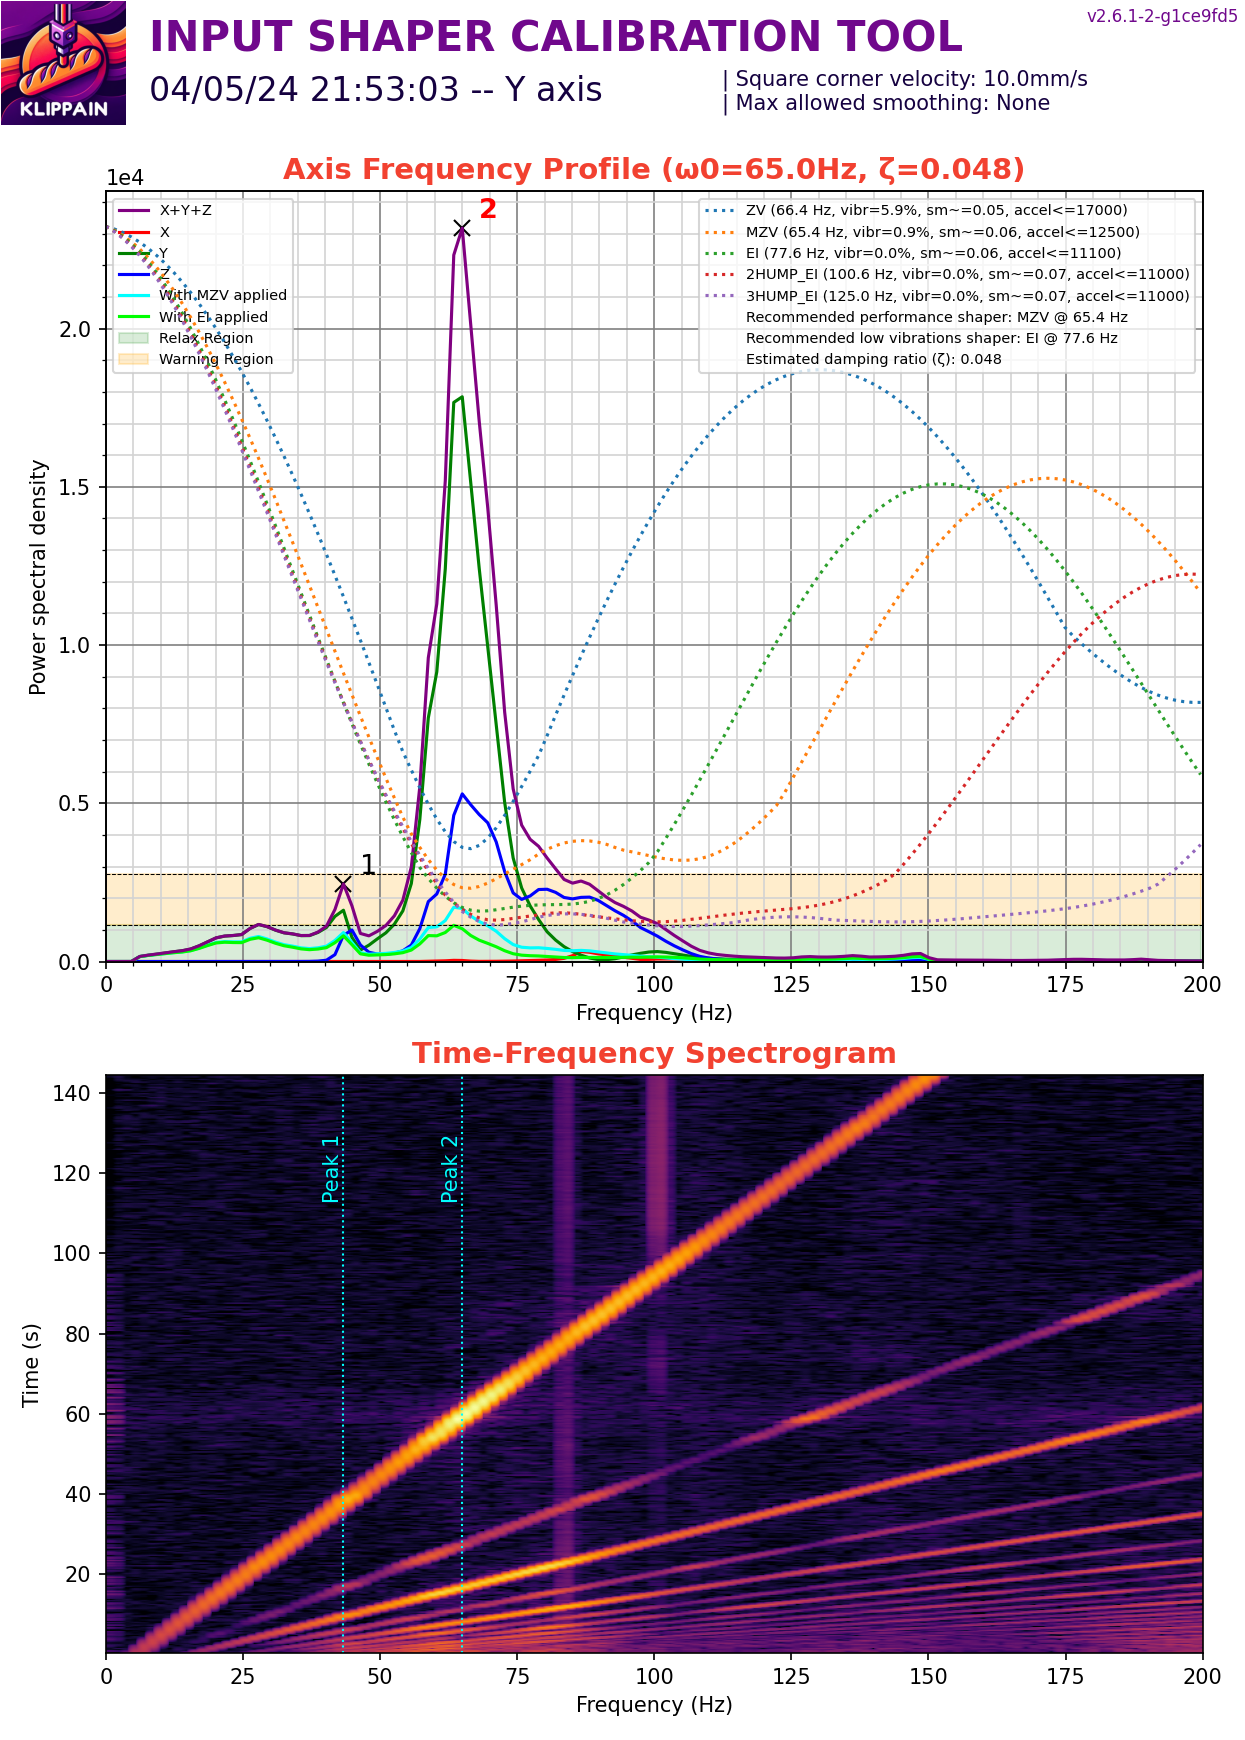 KLIPPAIN
INPUT SHAPER CALIBRATION TOOL
v2.6.1-2-g1ce9fd5
04/05/24 21:53:03 -- Y axis
| Square corner velocity: 10.0mm/s
| Max allowed smoothing: None
Axis Frequency Profile (ω0=65.0Hz, ζ=0.048)
1e4
X+Y+Z
X
Y
Z
With MZV applied
With EI applied
Relax Region
Warning Region
ZV (66.4 Hz, vibr=5.9%, sm~=0.05, accel<=17000)
MZV (65.4 Hz, vibr=0.9%, sm~=0.06, accel<=12500)
EI (77.6 Hz, vibr=0.0%, sm~=0.06, accel<=11100)
2HUMP_EI (100.6 Hz, vibr=0.0%, sm~=0.07, accel<=11000)
3HUMP_EI (125.0 Hz, vibr=0.0%, sm~=0.07, accel<=11000)
Recommended performance shaper: MZV @ 65.4 Hz
Recommended low vibrations shaper: EI @ 77.6 Hz
Estimated damping ratio (ζ): 0.048
2
1
Power spectral density
2.0
1.5
1.0
0.5
0.0
0 25 50 75 100 125 150 175 200
Frequency (Hz)
Time-Frequency Spectrogram
Peak 1
Peak 2
Time (s)
140
120
100
80
60
40
20
0 25 50 75 100 125 150 175 200
Frequency (Hz)